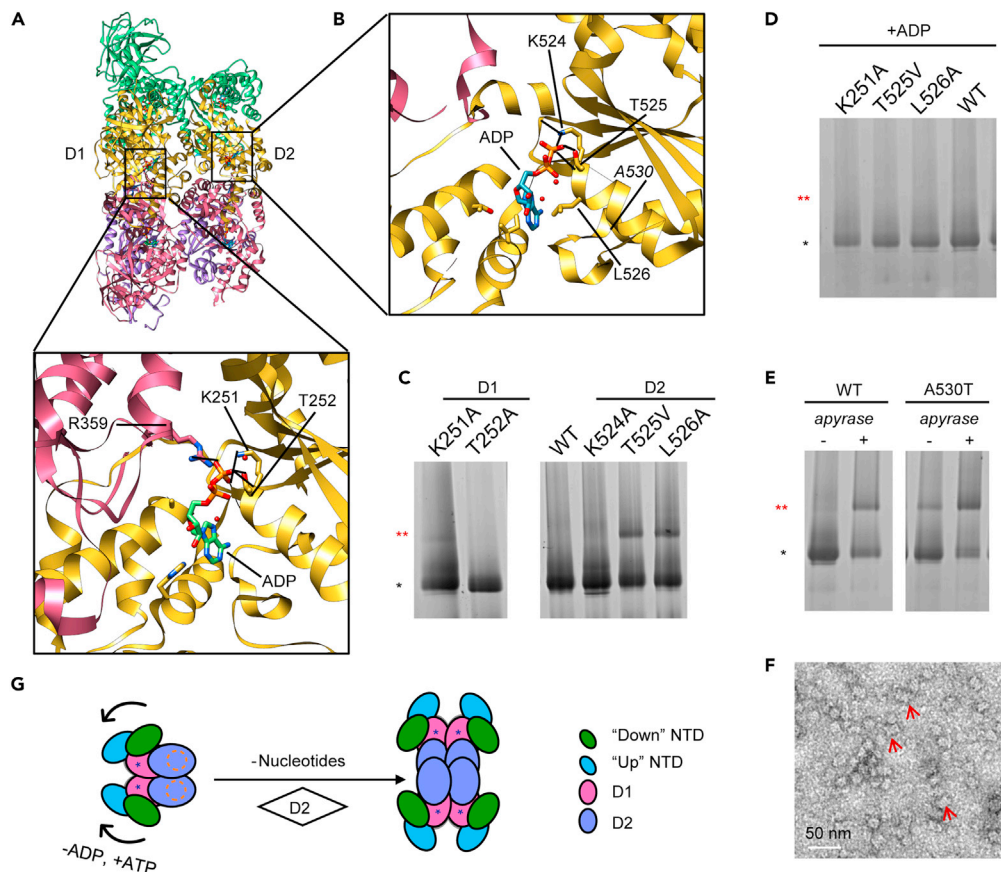 A
D1
D2
B
K524
T525
ADP
A530
L526
R359
K251
T252
ADP
C
D1
D2
K251A
T252A
WT
K524A
T525V
L526A
**
*
D
+ADP
K251A
T525V
L526A
WT
**
*
E
WT
A530T
apyrase
apyrase
- + - +
**
*
F
50 nm
G
-ADP, +ATP
* *
-Nucleotides
D2
* *
* *
"Down" NTD
"Up" NTD
D1
D2